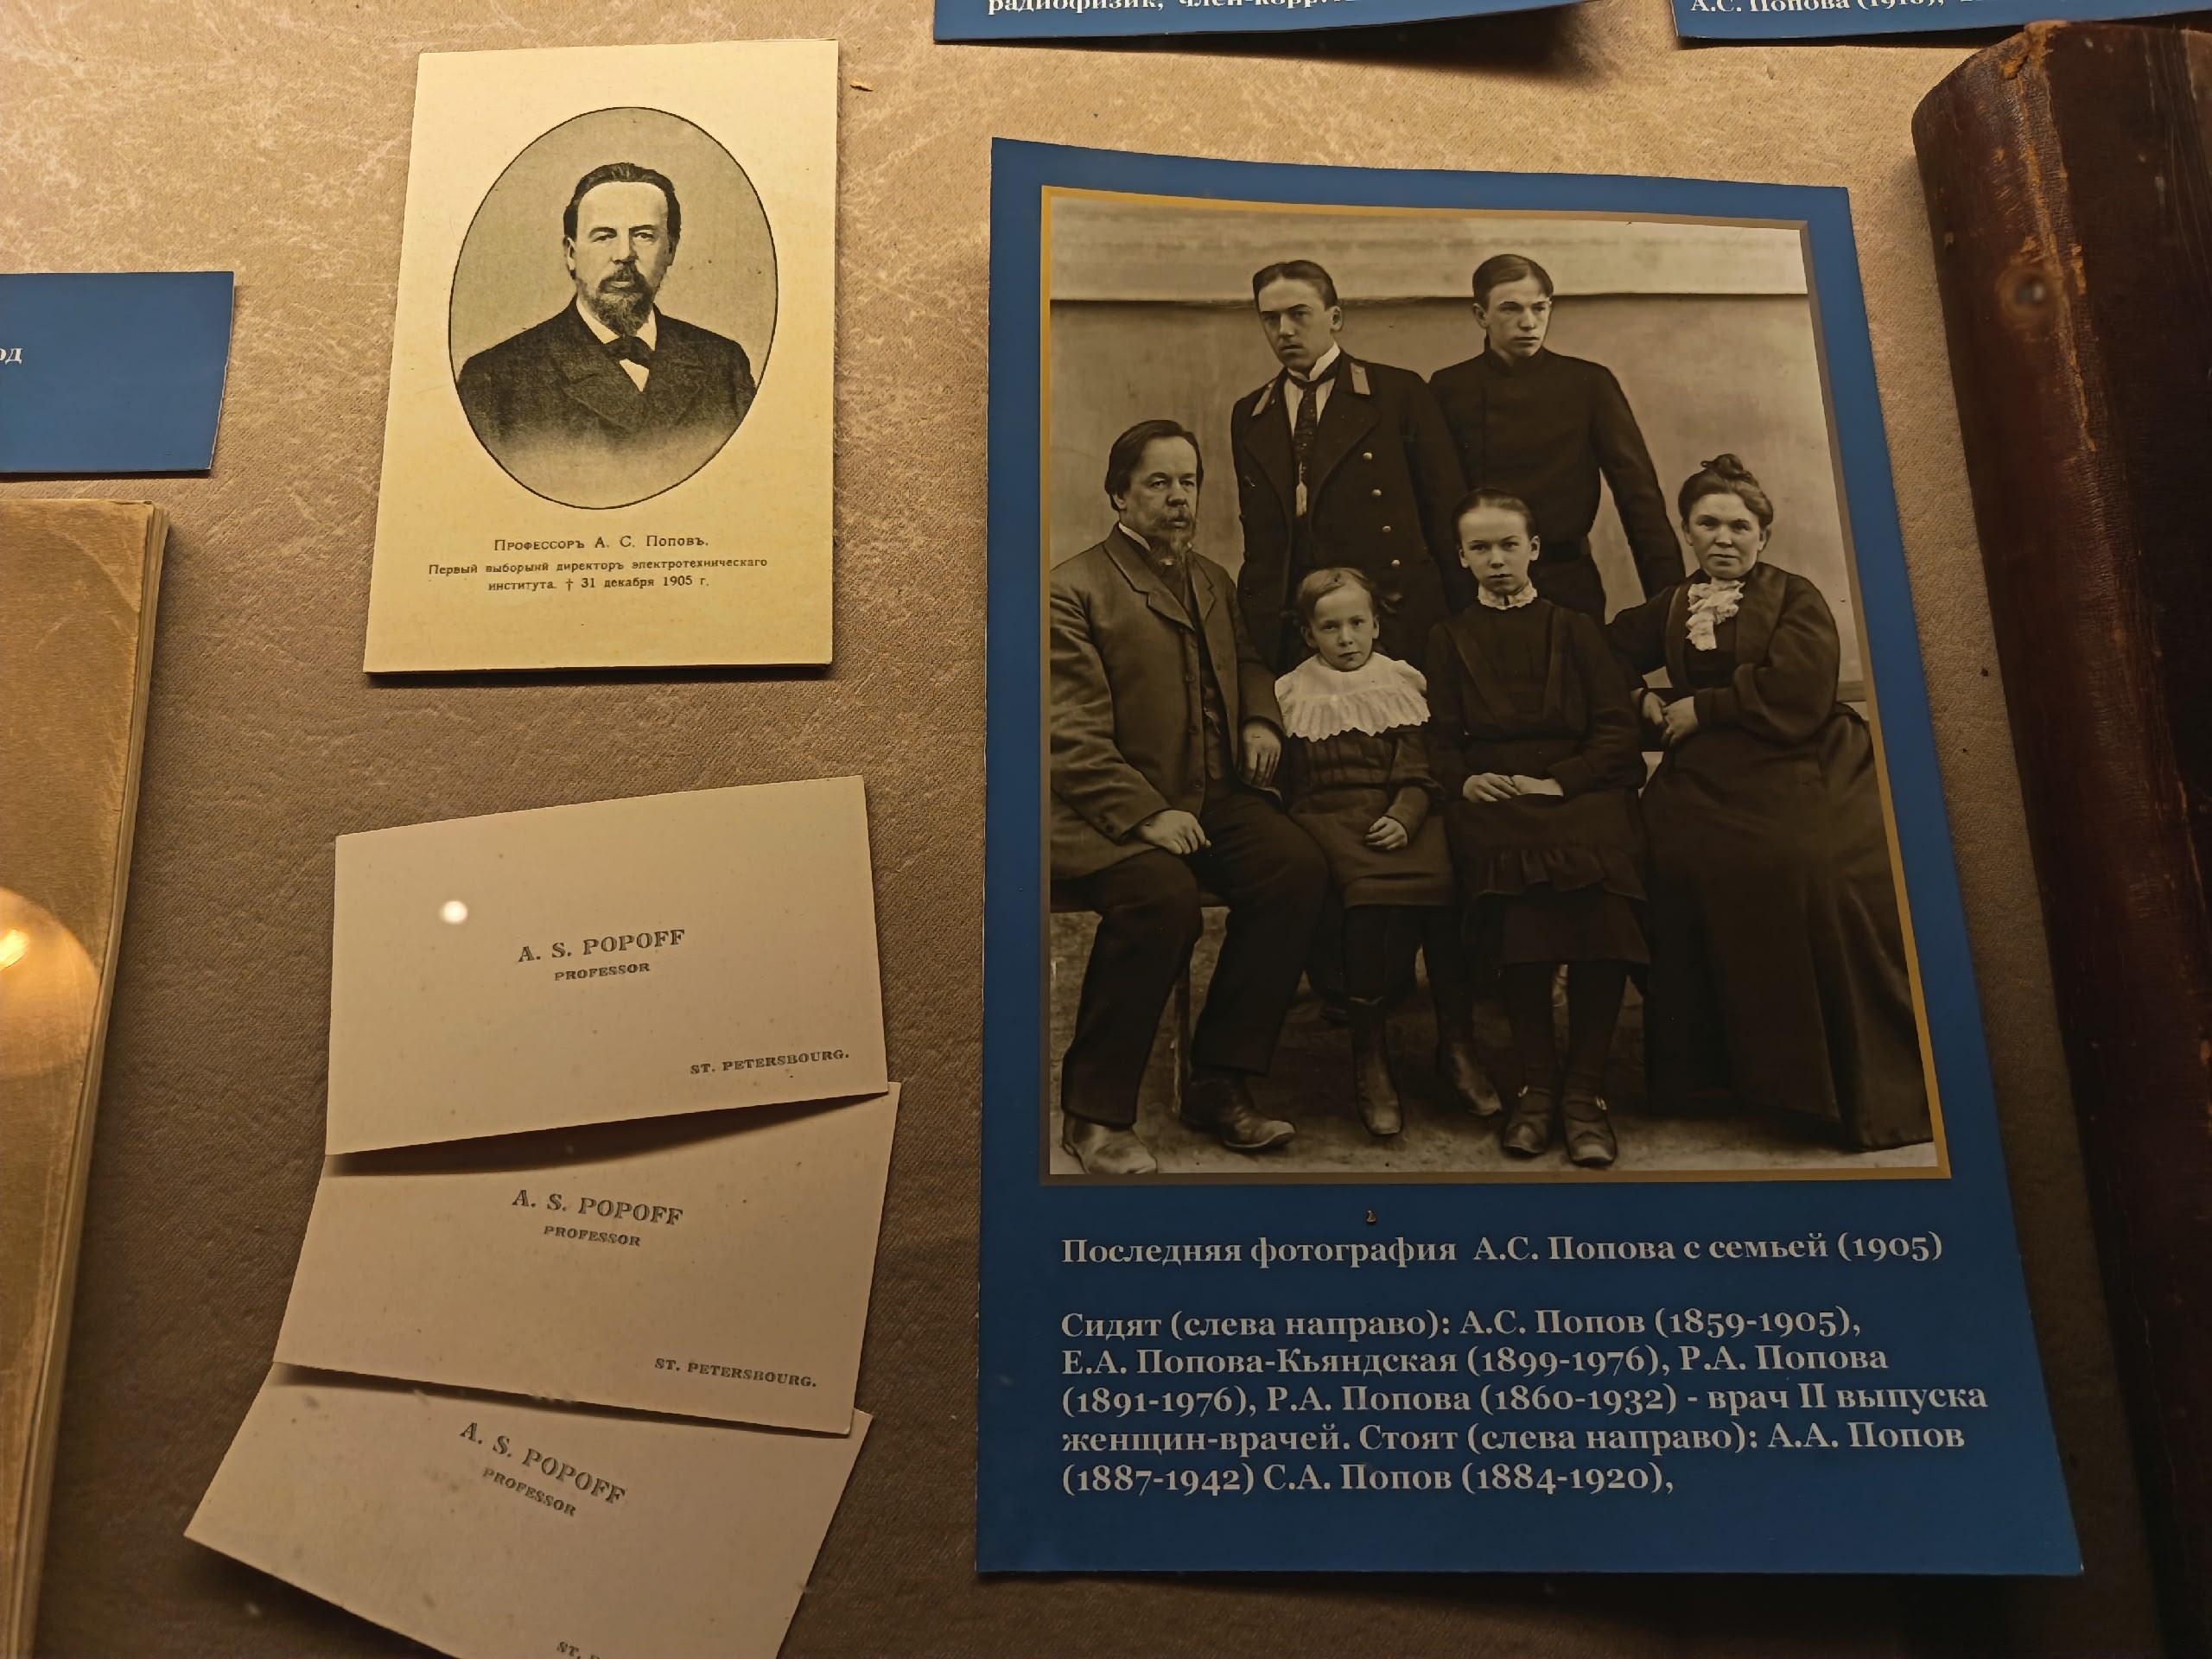 радиофизик, член-корр.
А.С. Попова
од
Профессоръ А. С. Поповъ.
Первый выборный директоръ электротехническаго
института. † 31 декабря 1905 г.
A. S. POPOFF
PROFESSOR
ST. PETERSBOURG.
A. S. POPOFF
PROFESSOR
ST. PETERSBOURG.
A. S. POPOFF
PROFESSOR
ST.
Последняя фотография А.С. Попова с семьей (1905)
Сидят (слева направо): А.С. Попов (1859-1905),
Е.А. Попова-Кьяндская (1899-1976), Р.А. Попова
(1891-1976), Р.А. Попова (1860-1932) - врач II выпуска
женщин-врачей. Стоят (слева направо): А.А. Попов
(1887-1942) С.А. Попов (1884-1920),